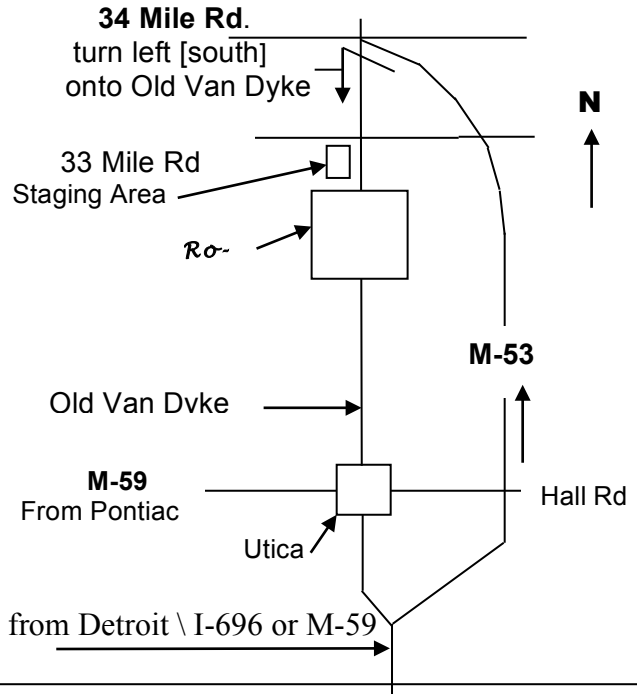 34 Mile Rd.
turn left [south]
onto Old Van Dyke
N
33 Mile Rd
Staging Area
Ro-
M-53
Old Van Dvke
M-59
From Pontiac
Hall Rd
Utica
from Detroit \ I-696 or M-59